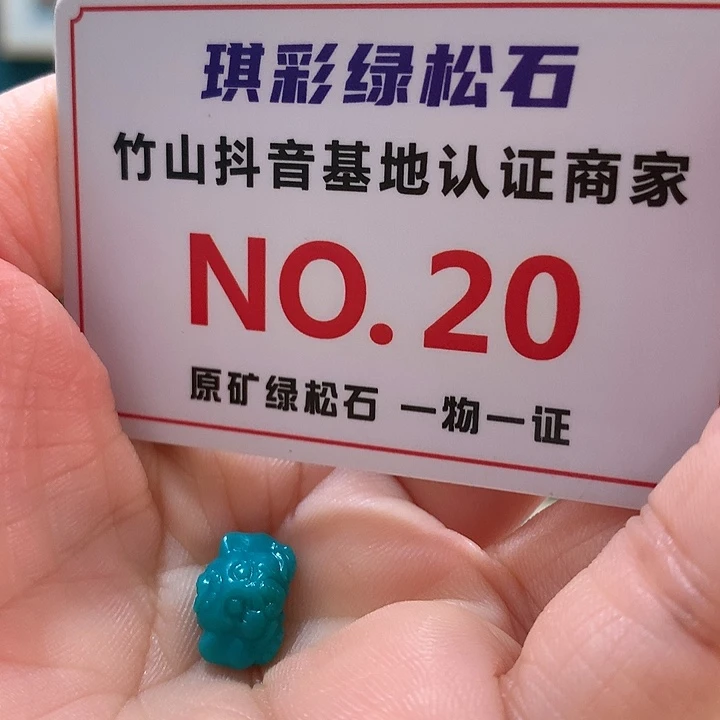 琪彩绿松石
竹山抖音基地认证商家
NO.20
原矿绿松石 一物一证